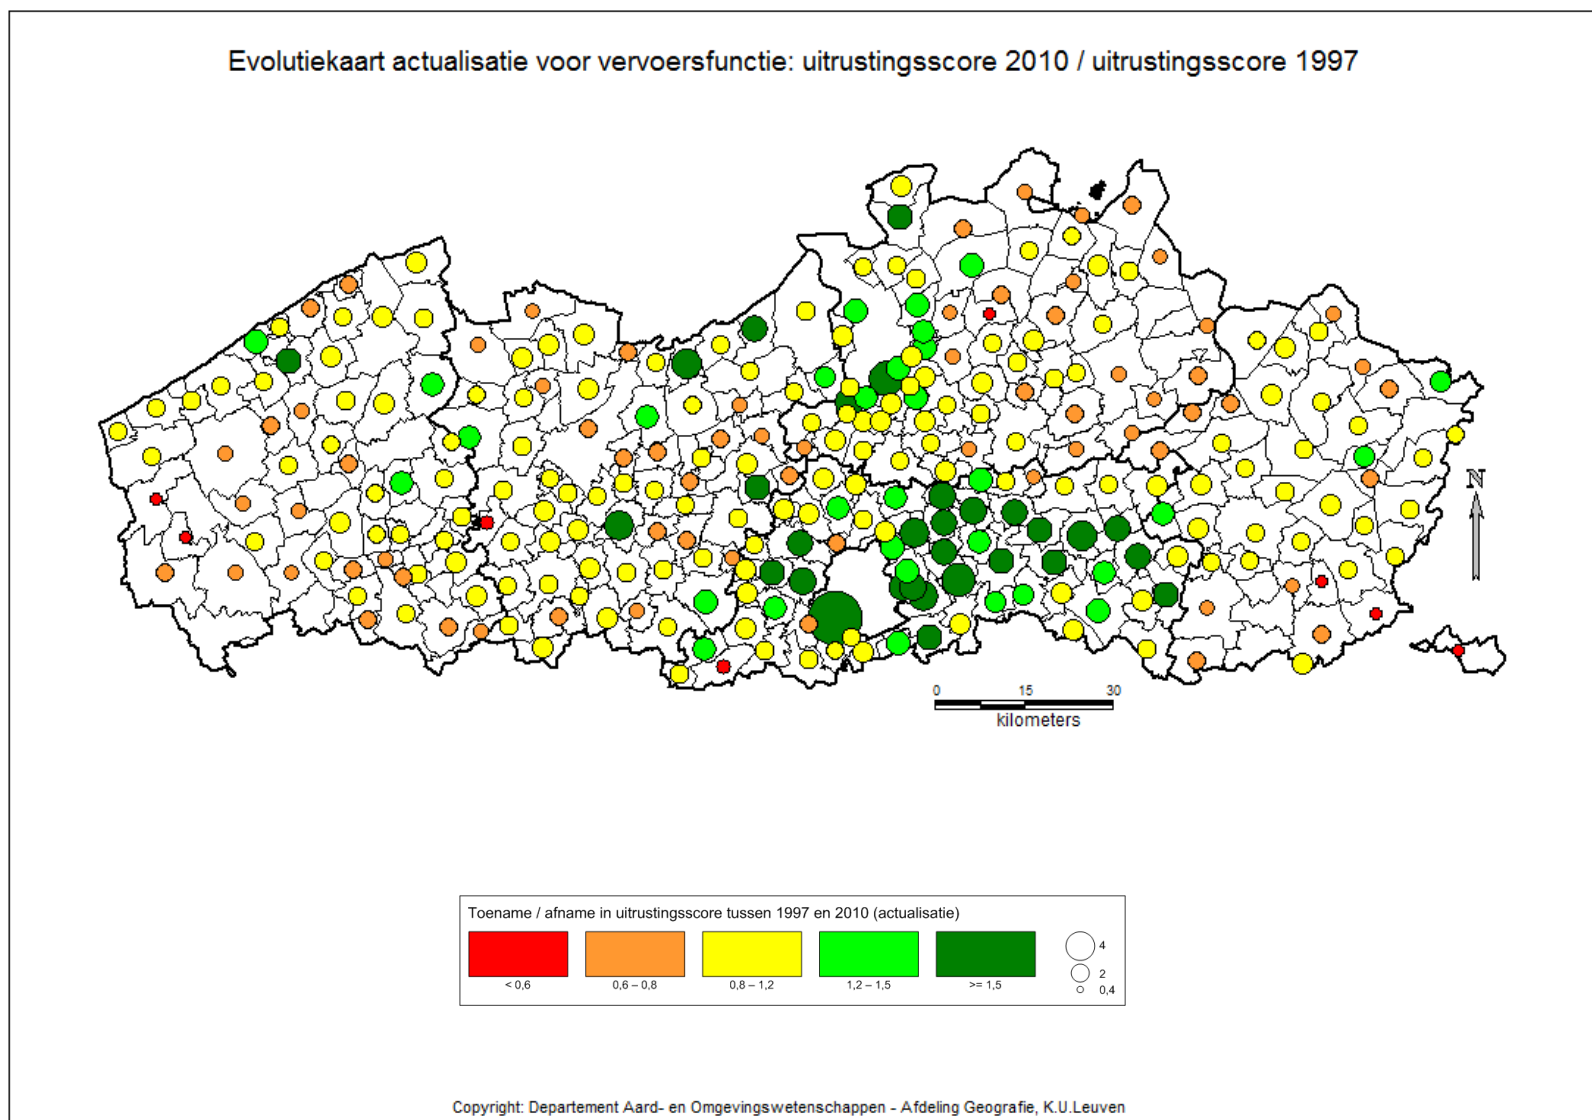 Evolutiekaart actualisatie voor vervoersfunctie: uitrustingsscore 2010 / uitrustingsscore 1997
N
0 15 30
kilometers
Toename / afname in uitrustingsscore tussen 1997 en 2010 (actualisatie)
< 0,6 0,6 – 0,8 0,8 – 1,2 1,2 – 1,5 >= 1,5
4
2
0,4
Copyright: Departement Aard- en Omgevingswetenschappen - Afdeling Geografie, K.U.Leuven